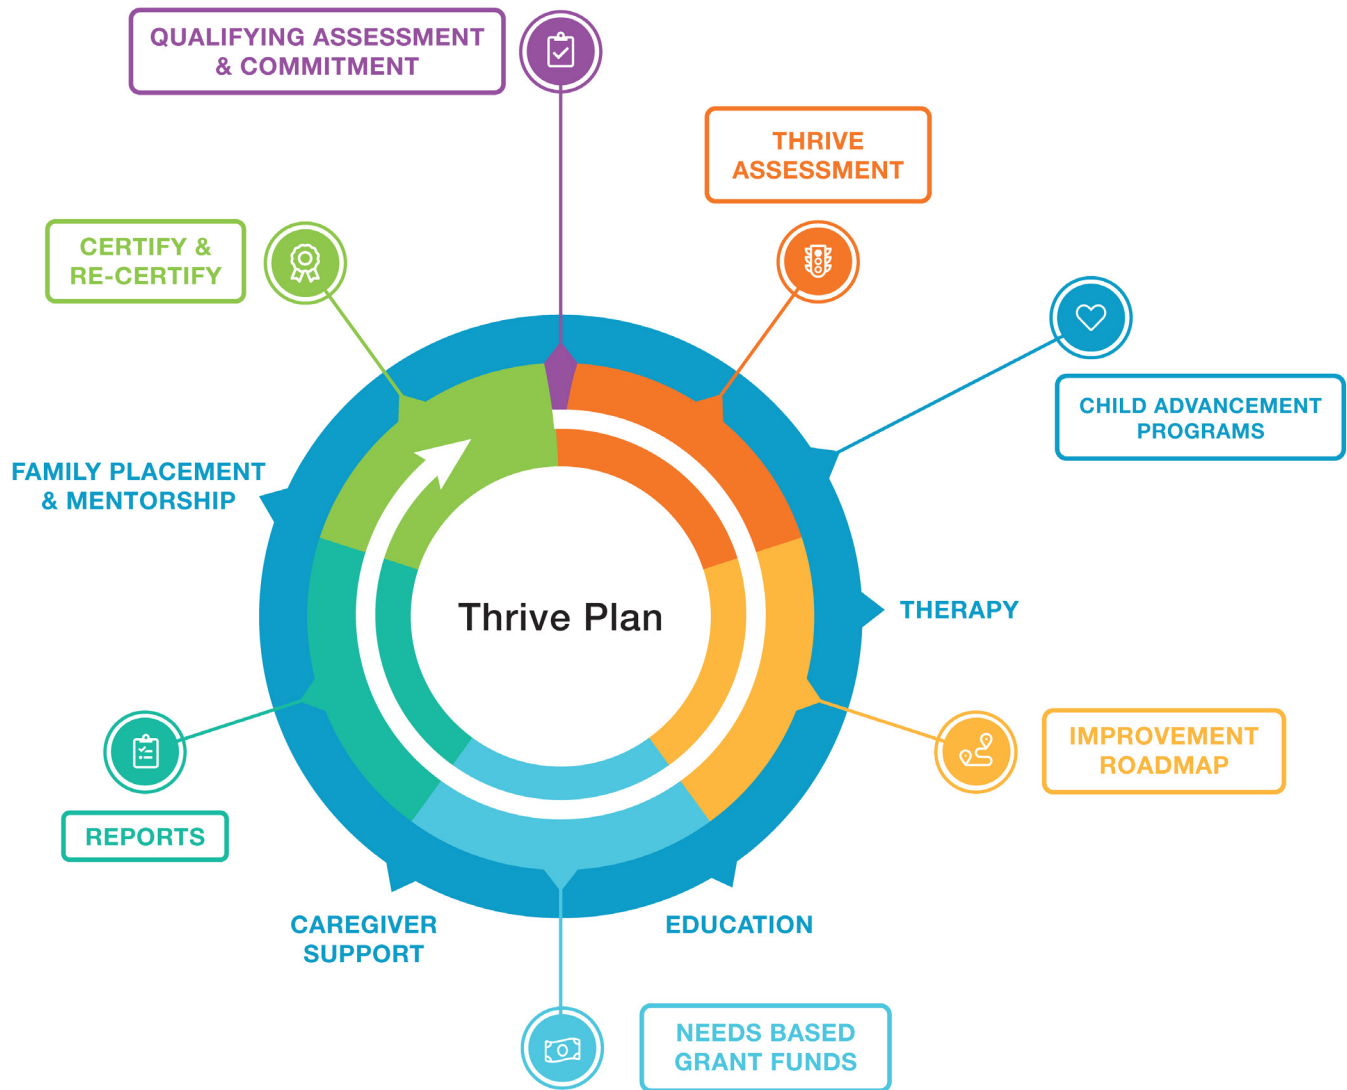 QUALIFYING ASSESSMENT
& COMMITMENT
THRIVE
ASSESSMENT
CERTIFY &
RE-CERTIFY
CHILD ADVANCEMENT
PROGRAMS
FAMILY PLACEMENT
& MENTORSHIP
Thrive Plan
THERAPY
IMPROVEMENT
ROADMAP
REPORTS
CAREGIVER
SUPPORT
EDUCATION
NEEDS BASED
GRANT FUNDS